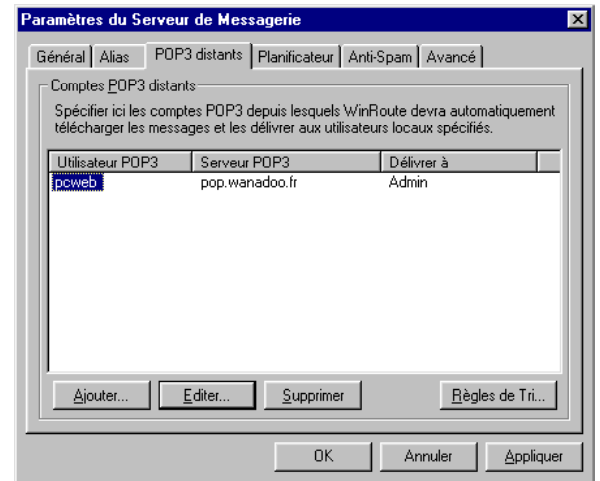 Paramètres du Serveur de Messagerie
Général Alias POP3 distants Planificateur Anti-Spam Avancé
Comptes POP3 distants
Spécifier ici les comptes POP3 depuis lesquels WinRoute devra automatiquement
télécharger les messages et les délivrer aux utilisateurs locaux spécifiés.
Utilisateur POP3 Serveur POP3 Délivrer à
pcweb pop.wanadoo.fr Admin
Ajouter... Editer... Supprimer Règles de Tri...
OK Annuler Appliquer